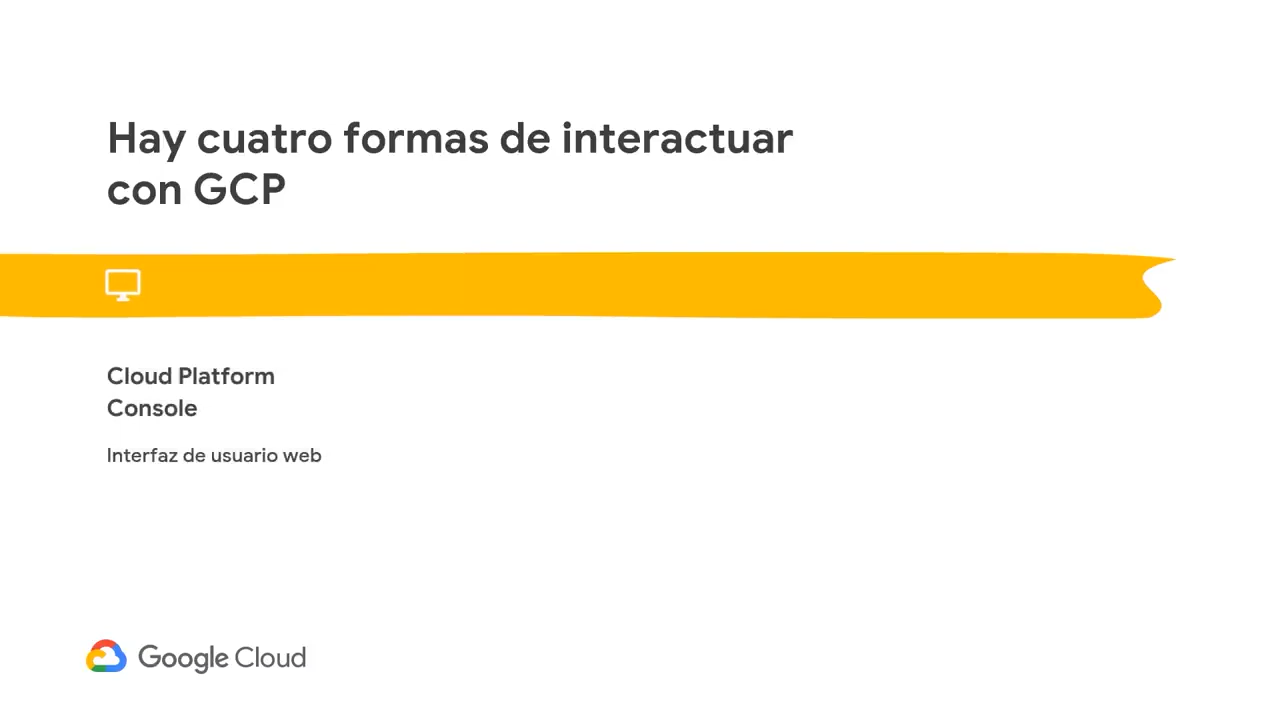 Hay cuatro formas de interactuar
con GCP
Cloud Platform
Console
Interfaz de usuario web
Google Cloud